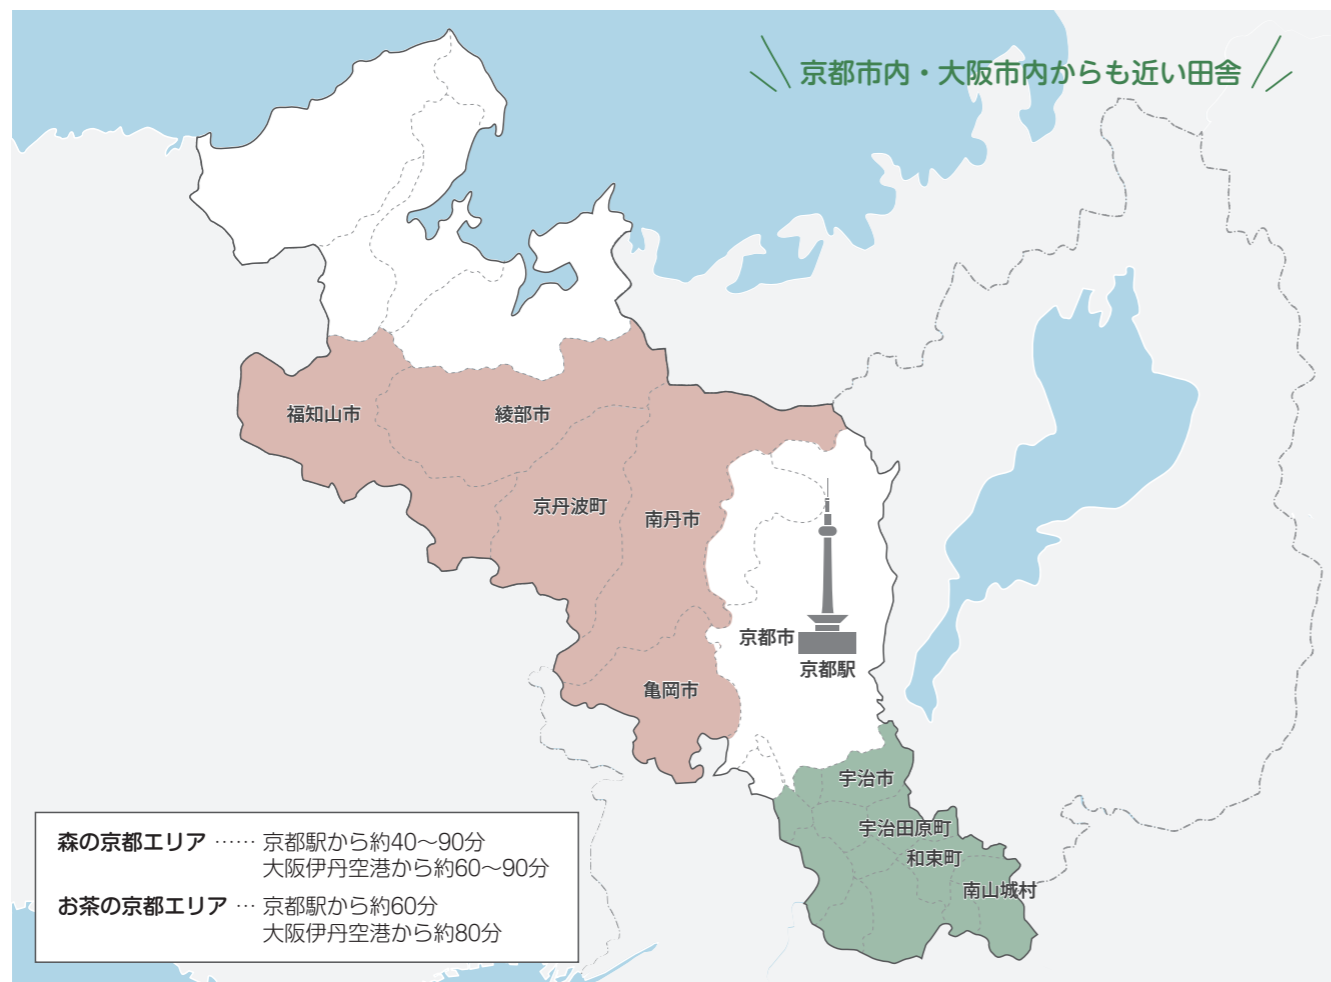 京都市内・大阪市内からも近い田舎
福知山市
綾部市
京丹波町
南丹市
京都市
京都駅
亀岡市
宇治市
宇治田原町
和束町
南山城村
森の京都エリア …… 京都駅から約40〜90分
大阪伊丹空港から約60〜90分
お茶の京都エリア … 京都駅から約60分
大阪伊丹空港から約80分